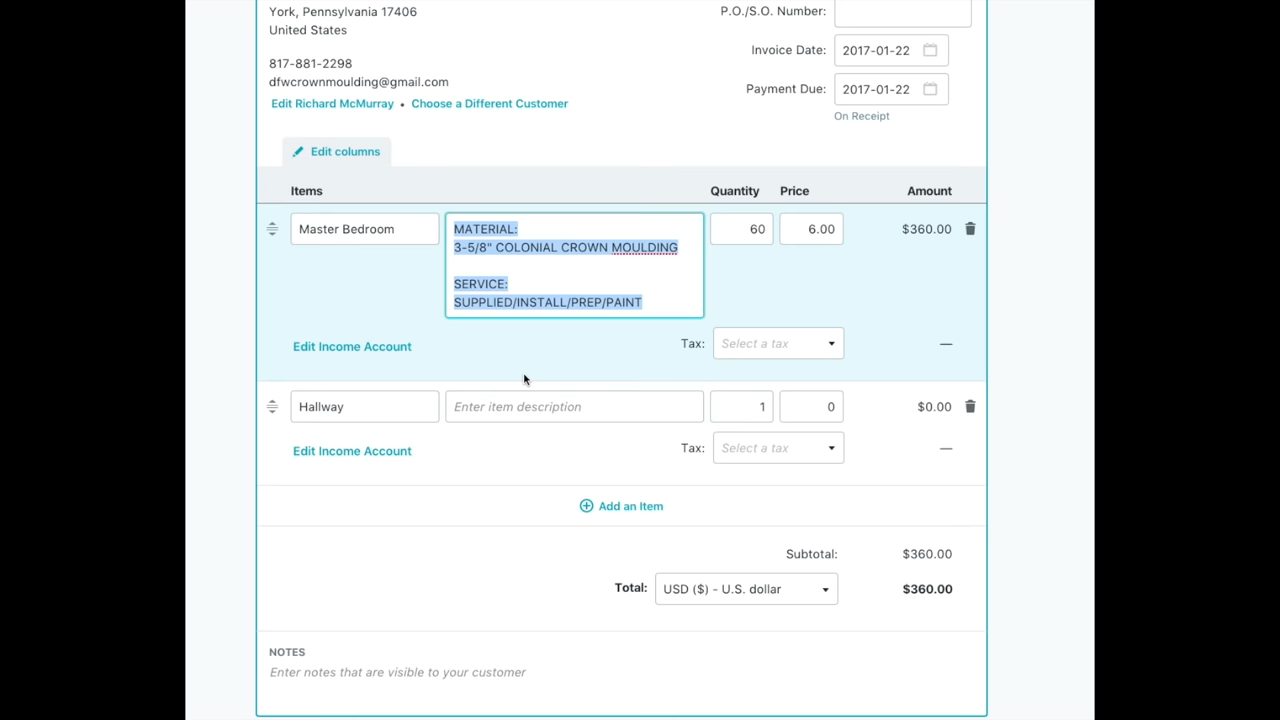 York, Pennsylvania 17406
United States
817-881-2298
dfwcrownmoulding@gmail.com
Edit Richard McMurray • Choose a Different Customer
P.O./S.O. Number:
Invoice Date: 2017-01-22
Payment Due: 2017-01-22
On Receipt
Edit columns
Items Quantity Price Amount
Master Bedroom MATERIAL: 60 6.00 $360.00
3-5/8" COLONIAL CROWN MOULDING
SERVICE:
SUPPLIED/INSTALL/PREP/PAINT
Edit Income Account Tax: Select a tax —
Hallway Enter item description 1 0 $0.00
Edit Income Account Tax: Select a tax —
Add an Item
Subtotal: $360.00
Total: USD ($) - U.S. dollar $360.00
NOTES
Enter notes that are visible to your customer